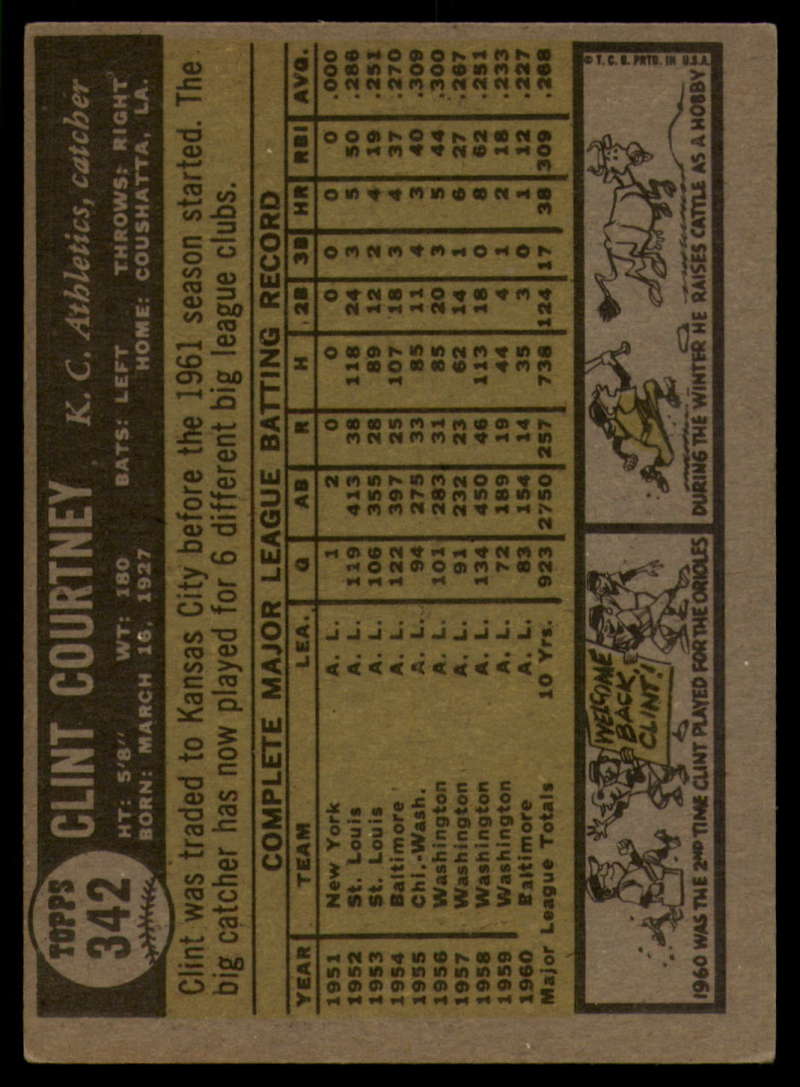 TOPPS
342
CLINT COURTNEY K. C. Athletics, catcher
HT: 5'8" WT: 180 BATS: LEFT THROWS: RIGHT
BORN: MARCH 16, 1927 HOME: COUSHATTA, LA.
Clint was traded to Kansas City before the 1961 season started. The
big catcher has now played for 6 different big league clubs.
COMPLETE MAJOR LEAGUE BATTING RECORD
YEAR TEAM LEA. G AB R H 2B 3B HR RBI AVG.
1951 New York A. L. 1 2 0 0 0 0 0 0 .000
1952 St. Louis A. L. 119 413 38 118 24 3 5 50 .286
1953 St. Louis A. L. 106 355 28 89 12 2 4 19 .251
1954 Baltimore A. L. 122 397 25 107 18 3 4 37 .270
1955 Chi.-Wash. A. L. 94 275 33 85 11 4 3 40 .309
1956 Washington A. L. 101 283 31 85 20 3 5 44 .300
1957 Washington A. L. 91 232 23 62 14 1 6 27 .267
1958 Washington A. L. 134 450 46 113 18 0 8 62 .251
1959 Washington A. L. 72 189 19 44 4 1 2 18 .233
1960 Baltimore A. L. 83 154 14 35 3 0 1 12 .227
Major League Totals 10 Yrs. 923 2750 257 738 124 17 38 309 .268
WELCOME
BACK,
CLINT!
1960 WAS THE 2ND TIME CLINT PLAYED FOR THE ORIOLES
© T. C. G. PRTD. IN U.S.A.
DURING THE WINTER HE RAISES CATTLE AS A HOBBY